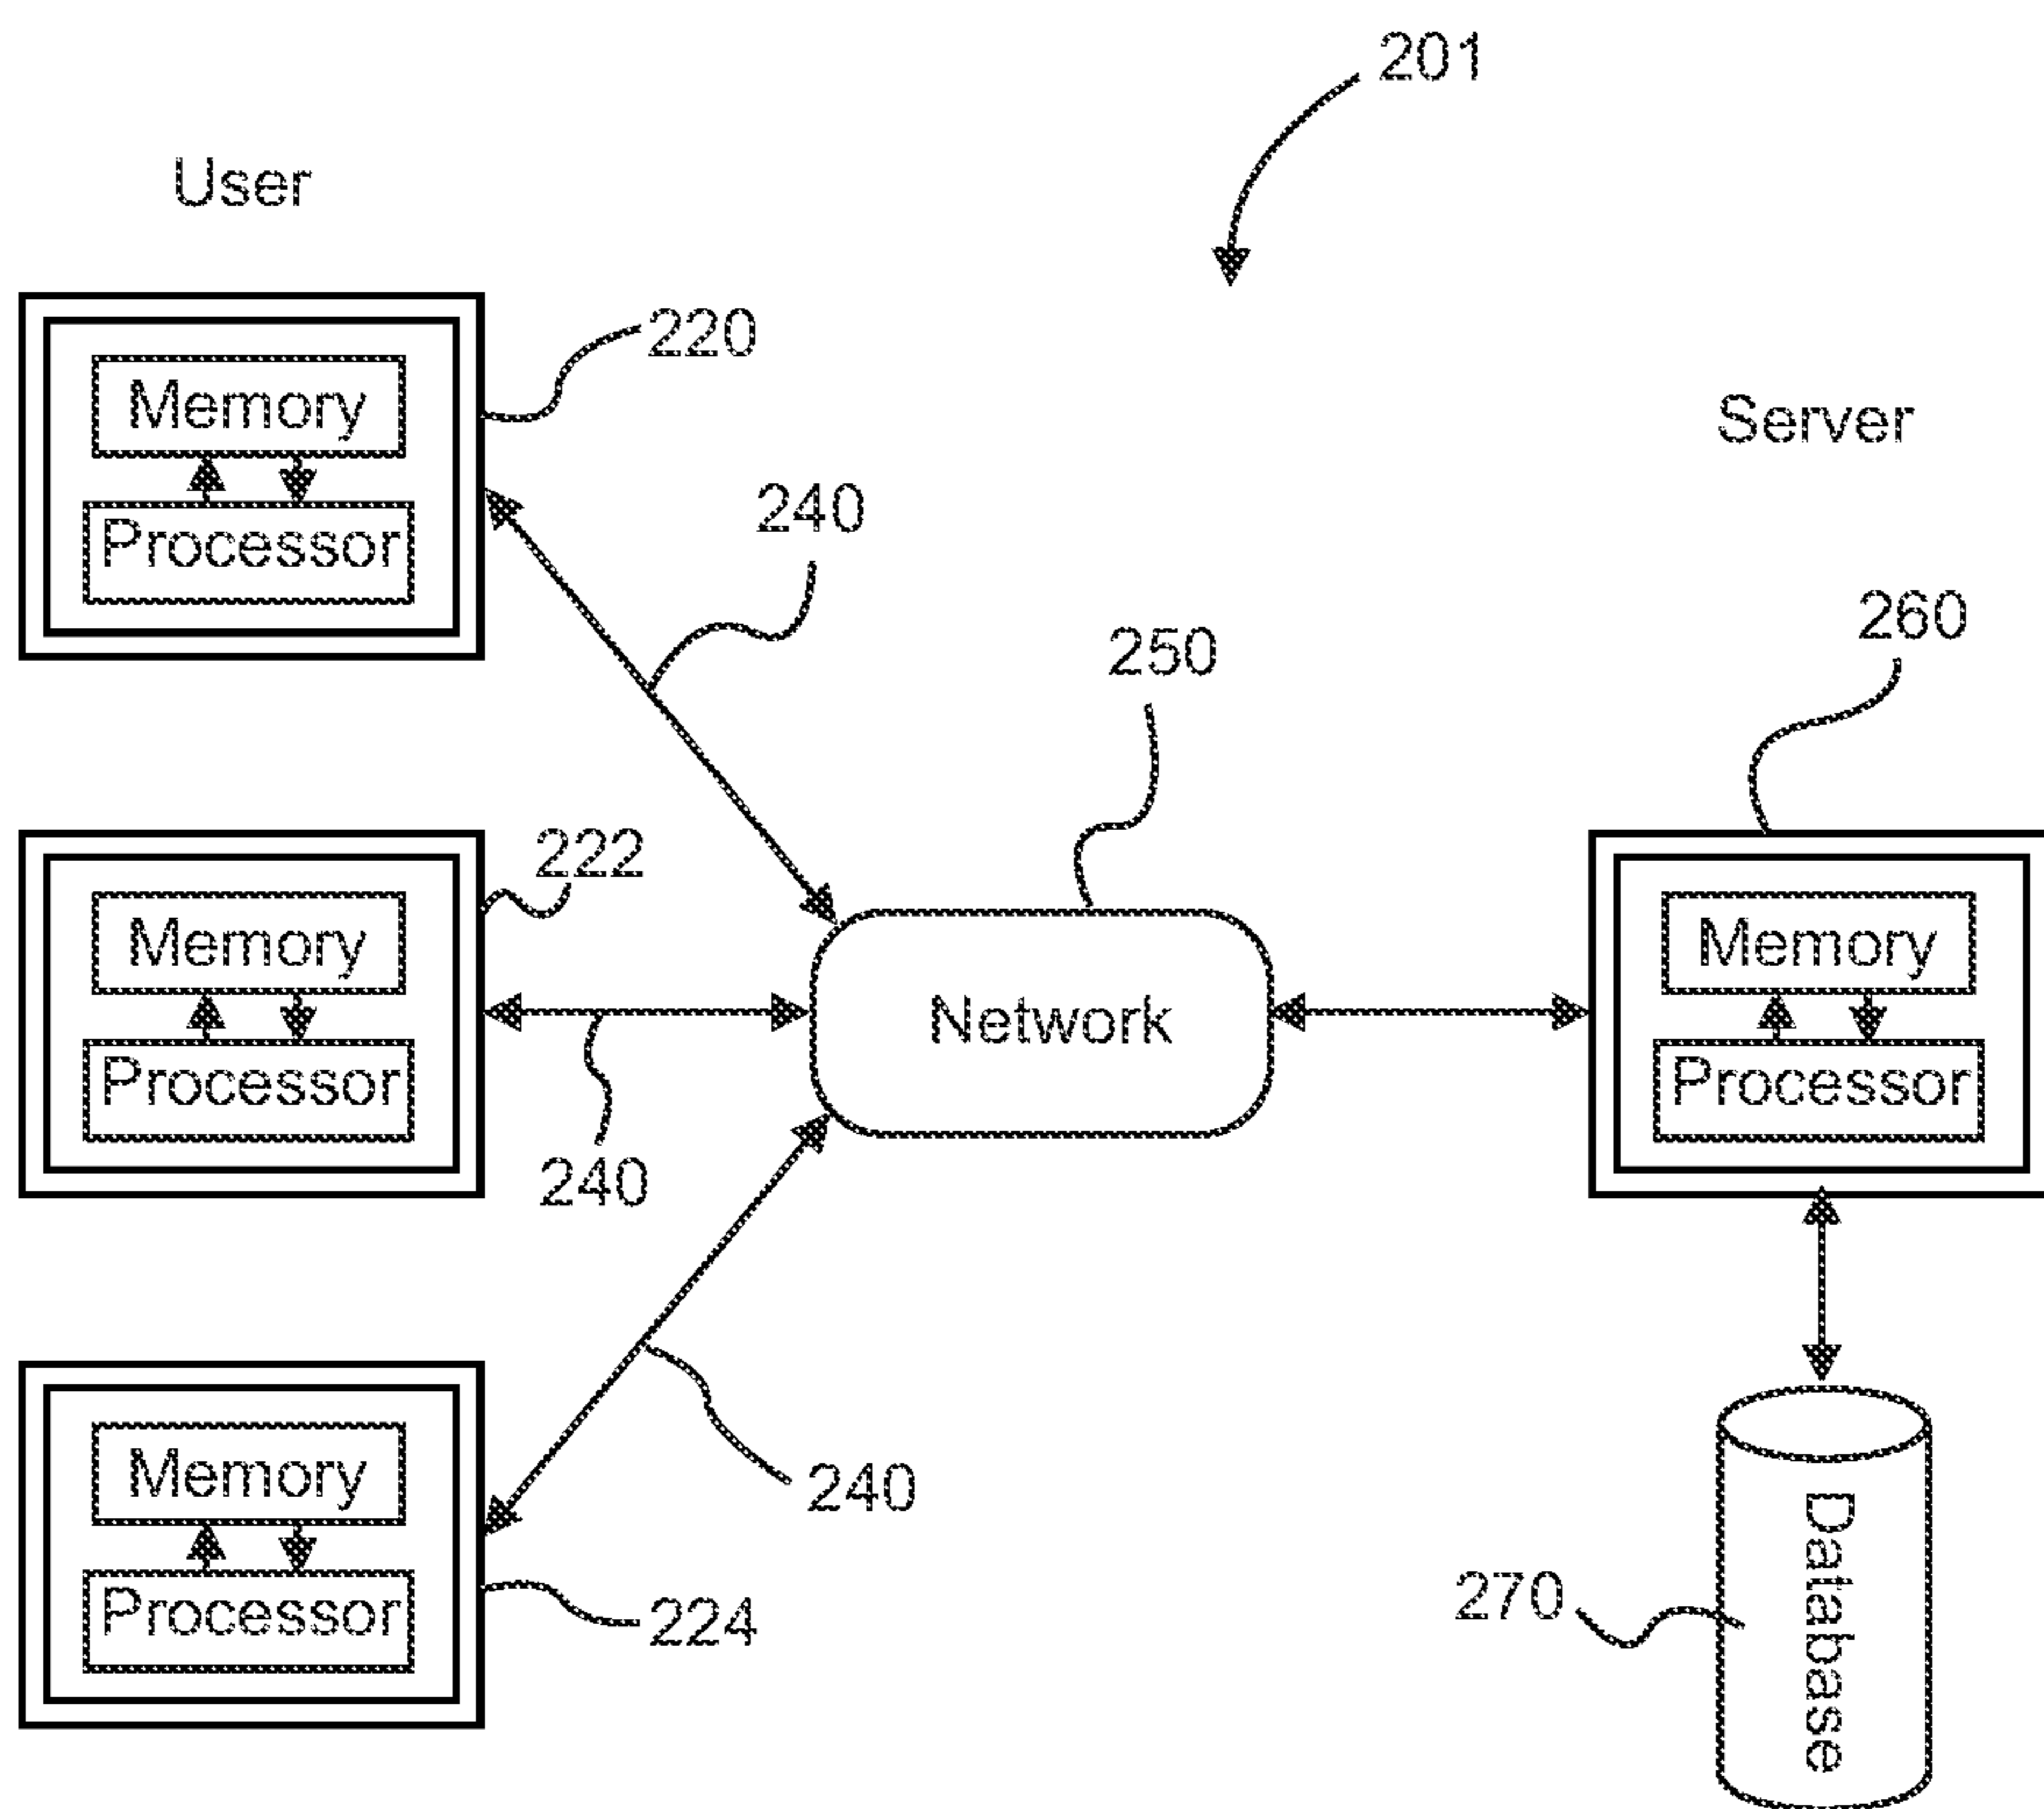 201
User
220
Memory
Processor
240
Server
260
250
222
Memory
Processor
240
Network
Memory
Processor
240
Memory
Processor
224
270
Database